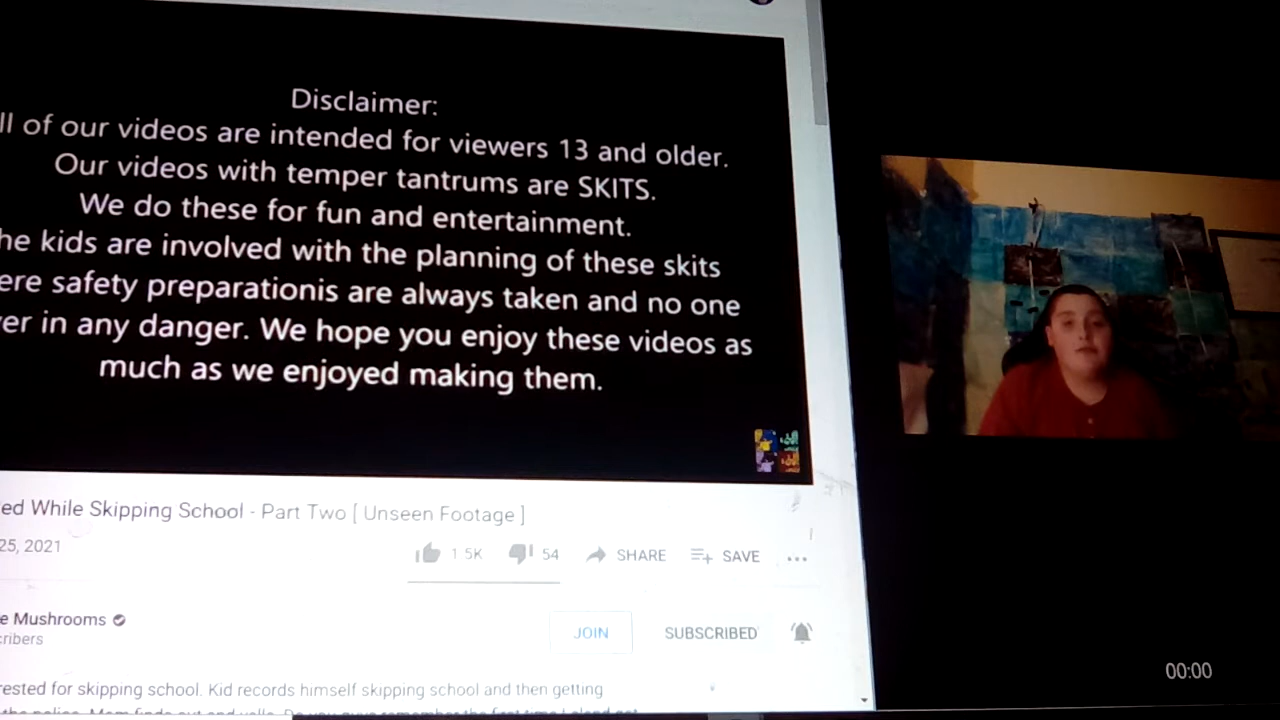 Disclaimer:
ll of our videos are intended for viewers 13 and older.
Our videos with temper tantrums are SKITS.
We do these for fun and entertainment.
he kids are involved with the planning of these skits
ere safety preparationis are always taken and no one
er in any danger. We hope you enjoy these videos as
much as we enjoyed making them.
ed While Skipping School - Part Two [ Unseen Footage ]
25, 2021
1.5K 54 SHARE SAVE
e Mushrooms
cribers
JOIN SUBSCRIBED
rested for skipping school. Kid records himself skipping school and then getting
00:00